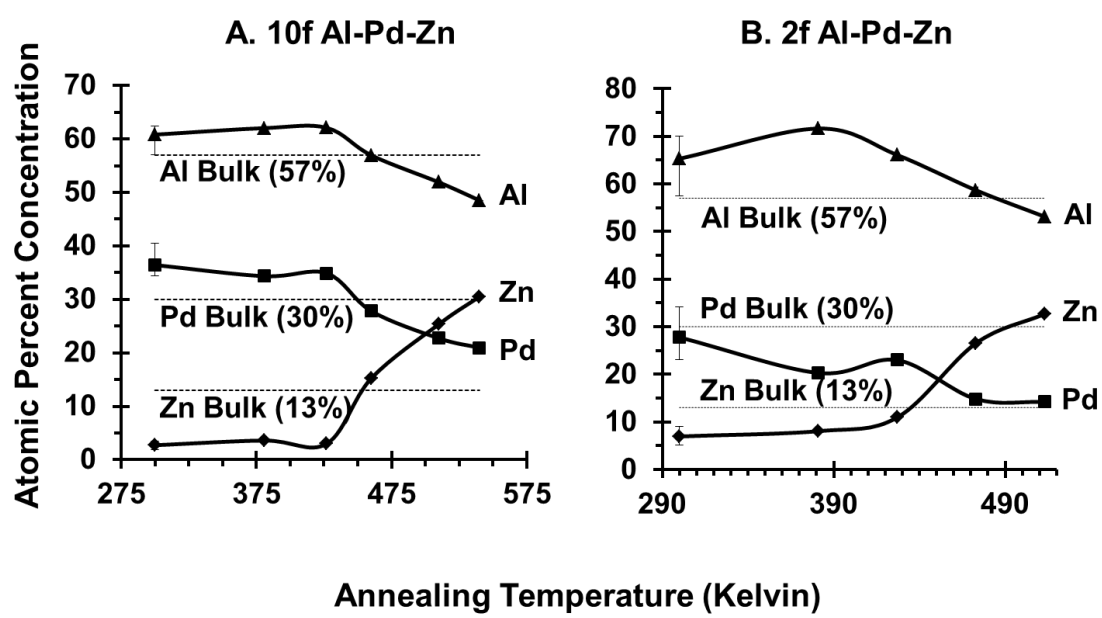 A. 10f Al-Pd-Zn
B. 2f Al-Pd-Zn
Atomic Percent Concentration
70
60
50
40
30
20
10
0
275
375
475
575
Al Bulk (57%)
Al
Pd Bulk (30%)
Zn
Pd
Zn Bulk (13%)
80
70
60
50
40
30
20
10
0
290
390
490
Al Bulk (57%)
Al
Pd Bulk (30%)
Zn
Zn Bulk (13%)
Pd
Annealing Temperature (Kelvin)